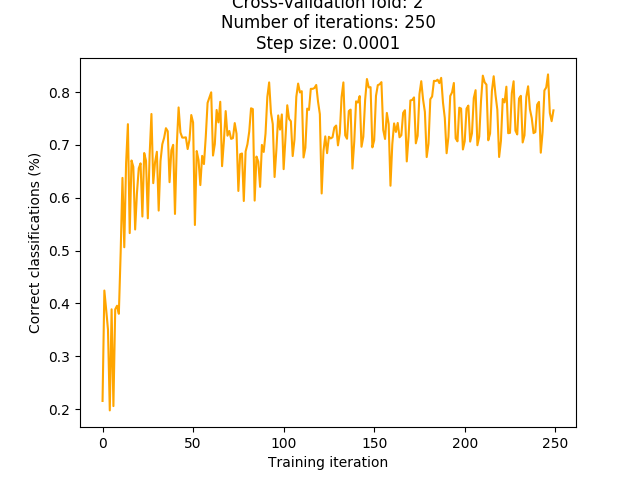 Cross-validation fold: 2
Number of iterations: 250
Step size: 0.0001
Correct classifications (%)
0.8
0.7
0.6
0.5
0.4
0.3
0.2
0 50 100 150 200 250
Training iteration